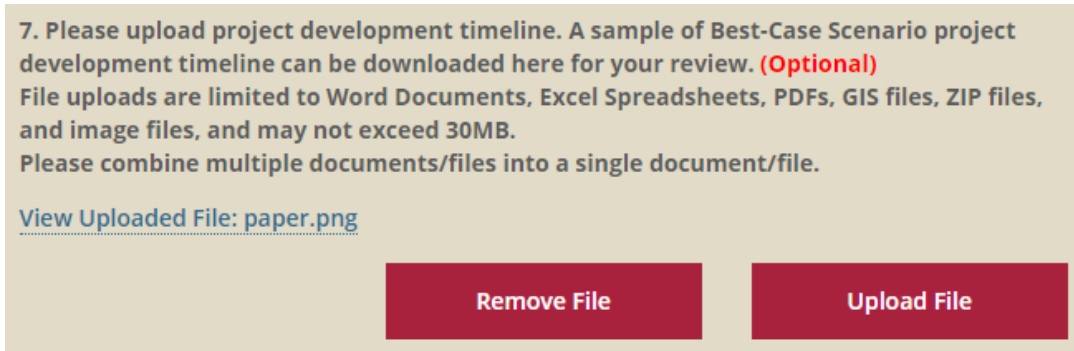 7. Please upload project development timeline. A sample of Best-Case Scenario project
development timeline can be downloaded here for your review. (Optional)
File uploads are limited to Word Documents, Excel Spreadsheets, PDFs, GIS files, ZIP files,
and image files, and may not exceed 30MB.
Please combine multiple documents/files into a single document/file.
View Uploaded File: paper.png
Remove File
Upload File